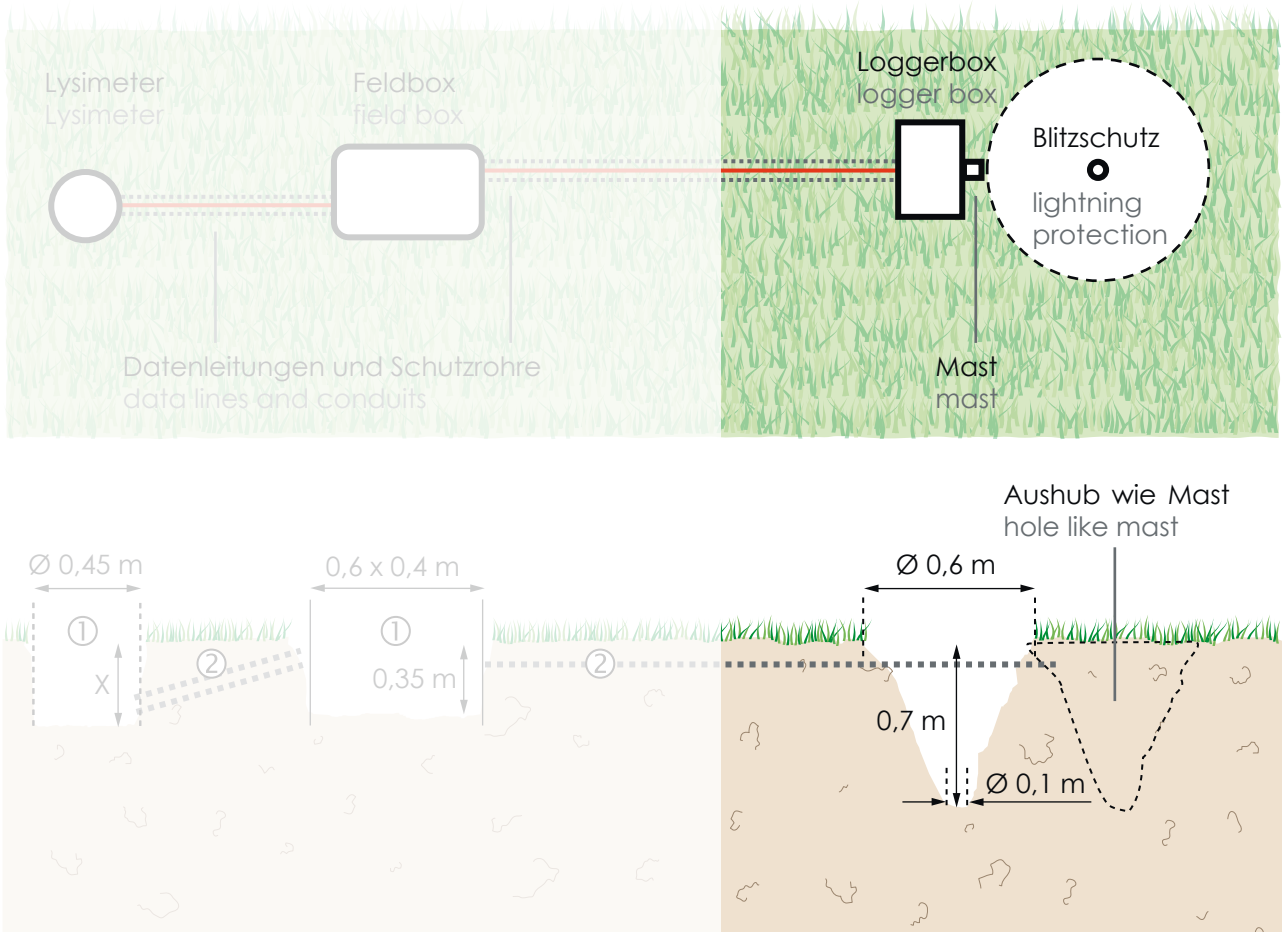 Lysimeter
Lysimeter
Feldbox
field box
Loggerbox
logger box
Blitzschutz
lightning
protection
Datenleitungen und Schutzrohre
data lines and conduits
Mast
mast
Aushub wie Mast
hole like mast
Ø 0,45 m
0,6 x 0,4 m
Ø 0,6 m
①
①
②
②
X
0,35 m
0,7 m
Ø 0,1 m